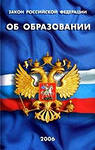 ЗАКОН РОССИЙСКОЙ ФЕДЕРАЦИИ
ОБ ОБРАЗОВАНИИ
2006